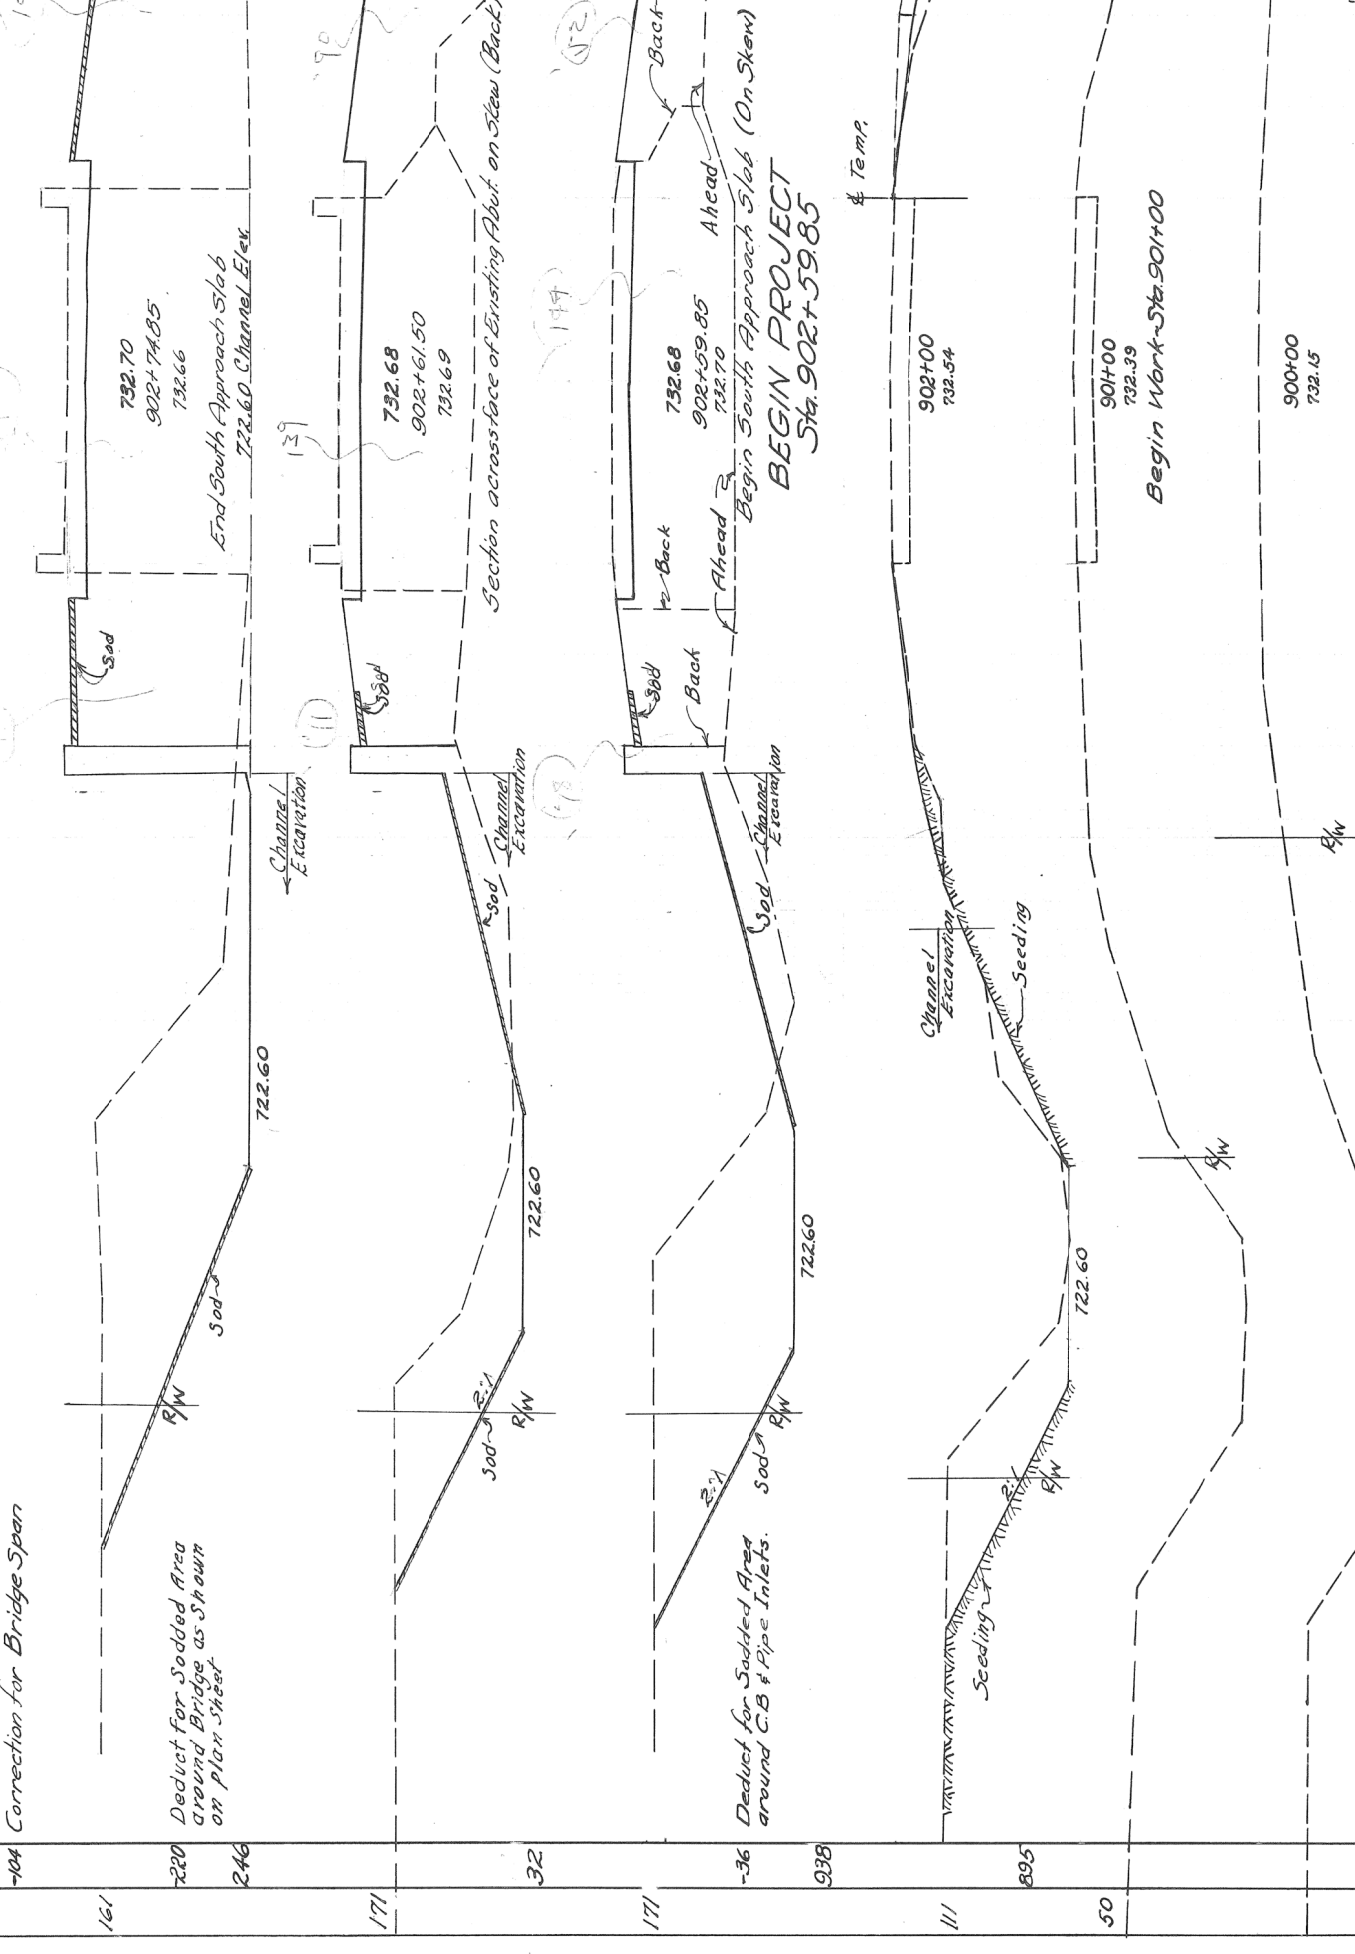 -104 Correction for Bridge Span
161
-220
246
Deduct for Sodded Area
around Bridge as Shown
on plan Sheet
R/W
Sod
722.60
Channel
Excavation
Sod
732.70
902+74.85
732.66
End South Approach Slab
722.60 Channel Elev.
171
32
Sod
2:1
R/W
722.60
Sod
Channel
Excavation
(11)
Sod
139
'90
732.68
902+61.50
732.69
Section across face of Existing Abut. on Skew (Back)
171
-36
938
Deduct for Sodded Area
around C.B & Pipe Inlets.
2:1
Sod
R/W
722.60
Sod
Channel
Excavation
Sod
Back
Back
Ahead
732.68
902+59.85
732.70
Ahead
Back
Begin South Approach Slab (On Skew)
BEGIN PROJECT
Sta. 902+59.85
111
895
Seeding
2:1
R/W
722.60
Channel
Excavation
Seeding
902+00
732.54
℄ Temp.
50
R/W
901+00
732.39
Begin Work-Sta. 901+00
R/W
900+00
732.15